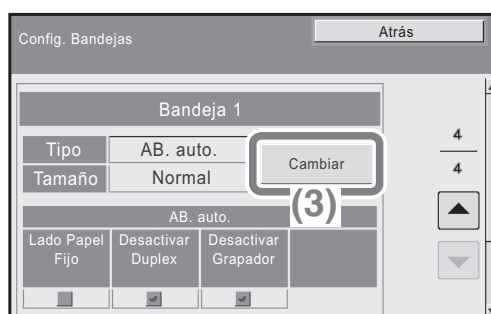 Config. Bandejas
Atrás
Bandeja 1
Tipo AB. auto.
Tamaño Normal
Cambiar
(3)
4
4
AB. auto.
Lado Papel Fijo
Desactivar Duplex
Desactivar Grapador